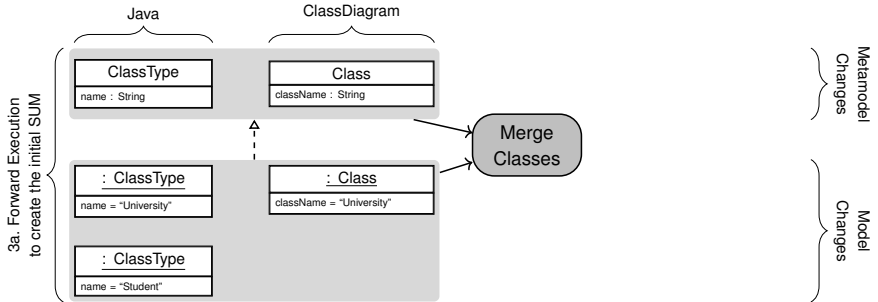 Java
ClassDiagram
3a. Forward Execution
to create the initial SUM
ClassType
name : String
Class
className : String
Merge
Classes
Metamodel
Changes
: ClassType
name = “University”
: Class
className = “University”
: ClassType
name = “Student”
Model
Changes